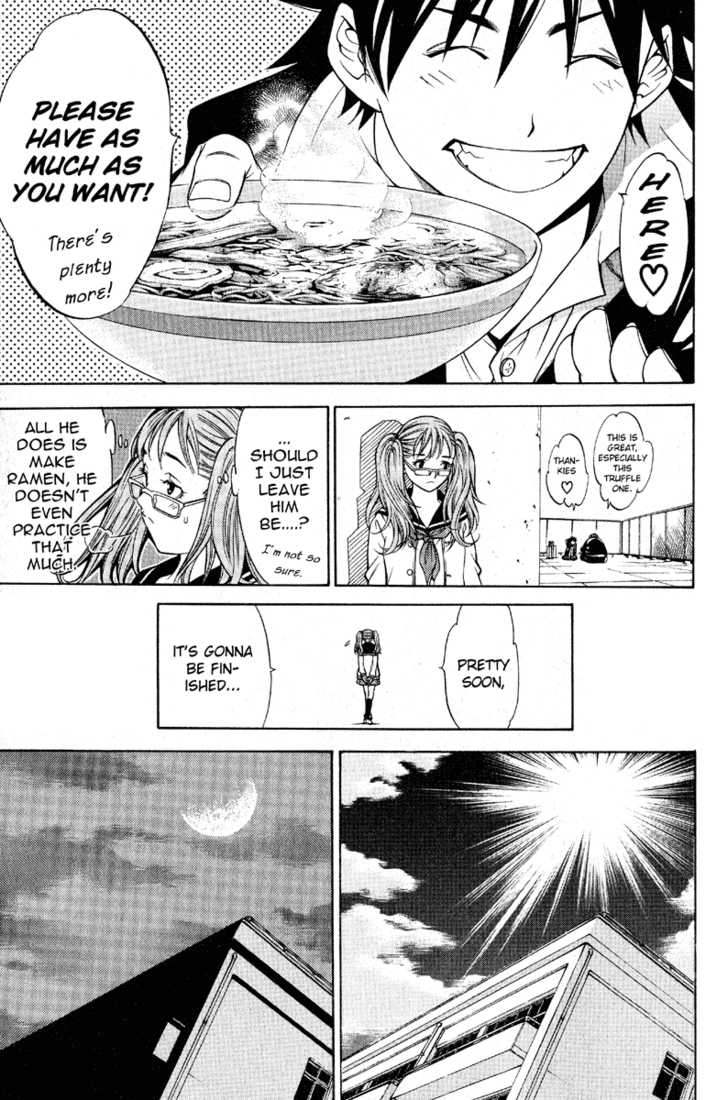 HERE♡
PLEASE
HAVE AS
MUCH AS
YOU WANT!
There's
plenty
more!
THIS IS
GREAT,
ESPECIALLY
THIS
TRUFFLE
ONE.
THAN-
KIES
♡
...
SHOULD
I JUST
LEAVE
HIM
BE....?
I'm not so
sure.
ALL HE
DOES IS
MAKE
RAMEN, HE
DOESN'T
EVEN
PRACTICE
THAT
MUCH.
PRETTY
SOON,
IT'S GONNA
BE FIN-
ISHED...